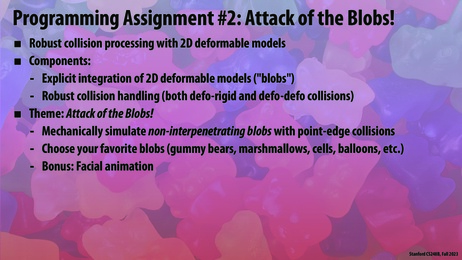 Programming Assignment #2: Attack of the Blobs!
■ Robust collision processing with 2D deformable models
■ Components:
- Explicit integration of 2D deformable models ("blobs")
- Robust collision handling (both defo-rigid and defo-defo collisions)
■ Theme: Attack of the Blobs!
- Mechanically simulate non-interpenetrating blobs with point-edge collisions
- Choose your favorite blobs (gummy bears, marshmallows, cells, balloons, etc.)
- Bonus: Facial animation
Stanford CS248B, Fall 2023